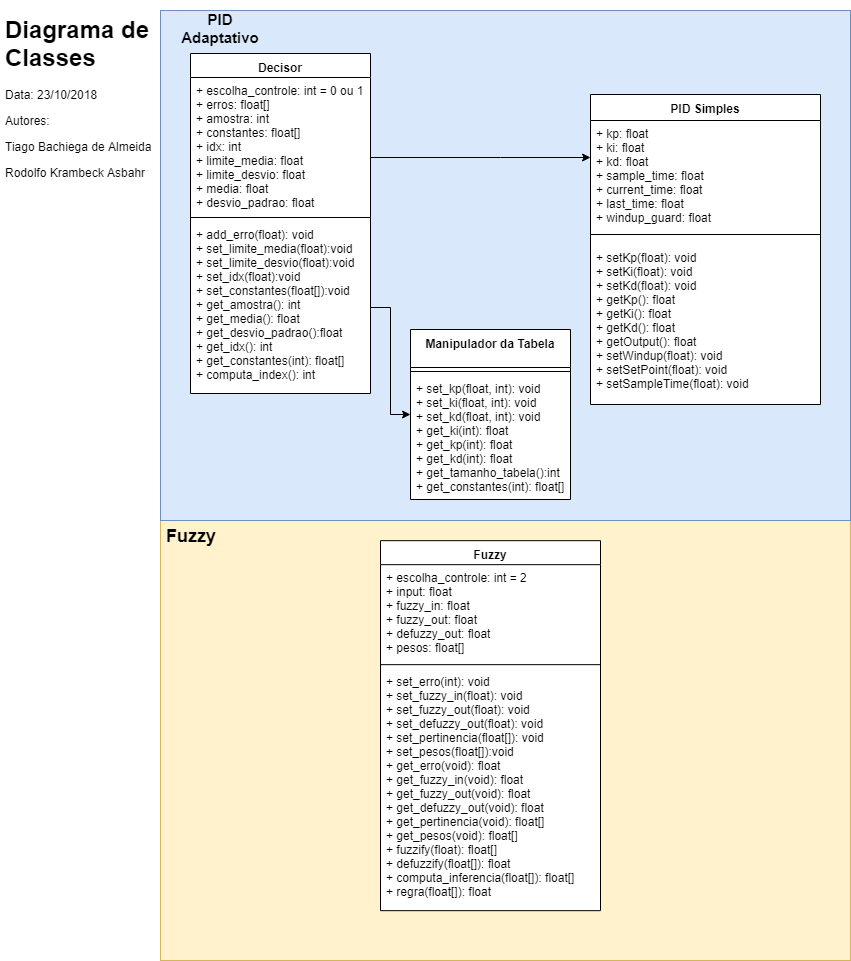 Diagrama de
Classes
Data: 23/10/2018
Autores:
Tiago Bachiega de Almeida
Rodolfo Krambeck Asbahr
PID
Adaptativo
Decisor
+ escolha_controle: int = 0 ou 1
+ erros: float[]
+ amostra: int
+ constantes: float[]
+ idx: int
+ limite_media: float
+ limite_desvio: float
+ media: float
+ desvio_padrao: float
+ add_erro(float): void
+ set_limite_media(float):void
+ set_limite_desvio(float):void
+ set_idx(float):void
+ set_constantes(float[]):void
+ get_amostra(): int
+ get_media(): float
+ get_desvio_padrao():float
+ get_idx(): int
+ get_constantes(int): float[]
+ computa_index(): int
PID Simples
+ kp: float
+ ki: float
+ kd: float
+ sample_time: float
+ current_time: float
+ last_time: float
+ windup_guard: float
+ setKp(float): void
+ setKi(float): void
+ setKd(float): void
+ getKp(): float
+ getKi(): float
+ getKd(): float
+ getOutput(): float
+ setWindup(float): void
+ setSetPoint(float): void
+ setSampleTime(float): void
Manipulador da Tabela
+ set_kp(float, int): void
+ set_ki(float, int): void
+ set_kd(float, int): void
+ get_ki(int): float
+ get_kp(int): float
+ get_kd(int): float
+ get_tamanho_tabela():int
+ get_constantes(int): float[]
Fuzzy
Fuzzy
+ escolha_controle: int = 2
+ input: float
+ fuzzy_in: float
+ fuzzy_out: float
+ defuzzy_out: float
+ pesos: float[]
+ set_erro(int): void
+ set_fuzzy_in(float): void
+ set_fuzzy_out(float): void
+ set_defuzzy_out(float): void
+ set_pertinencia(float[]): void
+ set_pesos(float[]):void
+ get_erro(void): float
+ get_fuzzy_in(void): float
+ get_fuzzy_out(void): float
+ get_defuzzy_out(void): float
+ get_pertinencia(void): float[]
+ get_pesos(void): float[]
+ fuzzify(float): float[]
+ defuzzify(float[]): float
+ computa_inferencia(float[]): float[]
+ regra(float[]): float